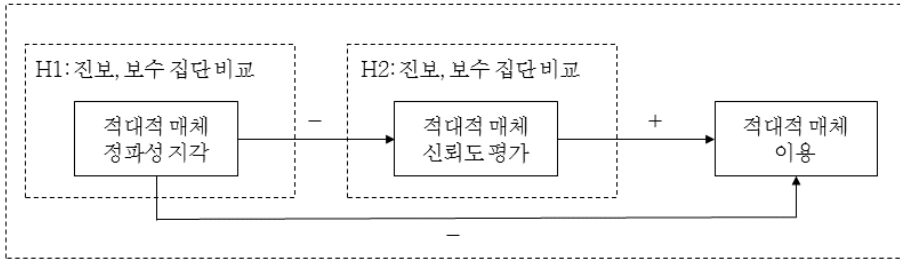 H1: 진보, 보수 집단 비교
H2: 진보, 보수 집단 비교
적대적 매체
정파성 지각
−
적대적 매체
신뢰도 평가
+
적대적 매체
이용
−